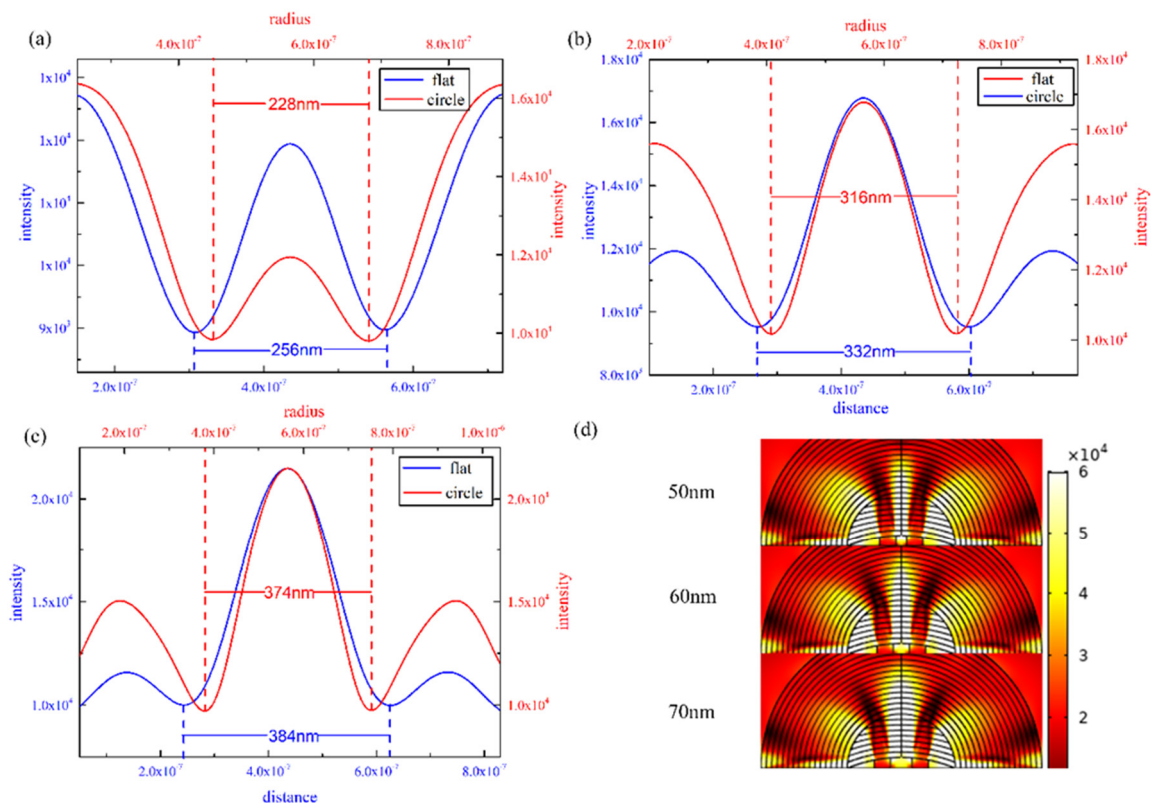 (a)
radius
4.0x10⁻⁷ 6.0x10⁻⁷ 8.0x10⁻⁷
flat
circle
228nm
256nm
1x10⁴
1x10⁴
1x10⁴
1x10⁴
9x10³
intensity
1.6x10⁴
1.4x10⁴
1.2x10⁴
1.0x10⁴
intensity
2.0x10⁻⁷ 4.0x10⁻⁷ 6.0x10⁻⁷
(b)
radius
2.0x10⁻⁷ 4.0x10⁻⁷ 6.0x10⁻⁷ 8.0x10⁻⁷
flat
circle
316nm
332nm
1.8x10⁴
1.6x10⁴
1.4x10⁴
1.2x10⁴
1.0x10⁴
8.0x10³
intensity
1.8x10⁴
1.6x10⁴
1.4x10⁴
1.2x10⁴
1.0x10⁴
intensity
2.0x10⁻⁷ 4.0x10⁻⁷ 6.0x10⁻⁷
distance
(c)
radius
2.0x10⁻⁷ 4.0x10⁻⁷ 6.0x10⁻⁷ 8.0x10⁻⁷ 1.0x10⁻⁶
flat
circle
374nm
384nm
2.0x10⁴
1.5x10⁴
1.0x10⁴
intensity
2.0x10⁴
1.5x10⁴
1.0x10⁴
intensity
2.0x10⁻⁷ 4.0x10⁻⁷ 6.0x10⁻⁷ 8.0x10⁻⁷
distance
(d)
×10⁴
50nm
60nm
70nm
6
5
4
3
2